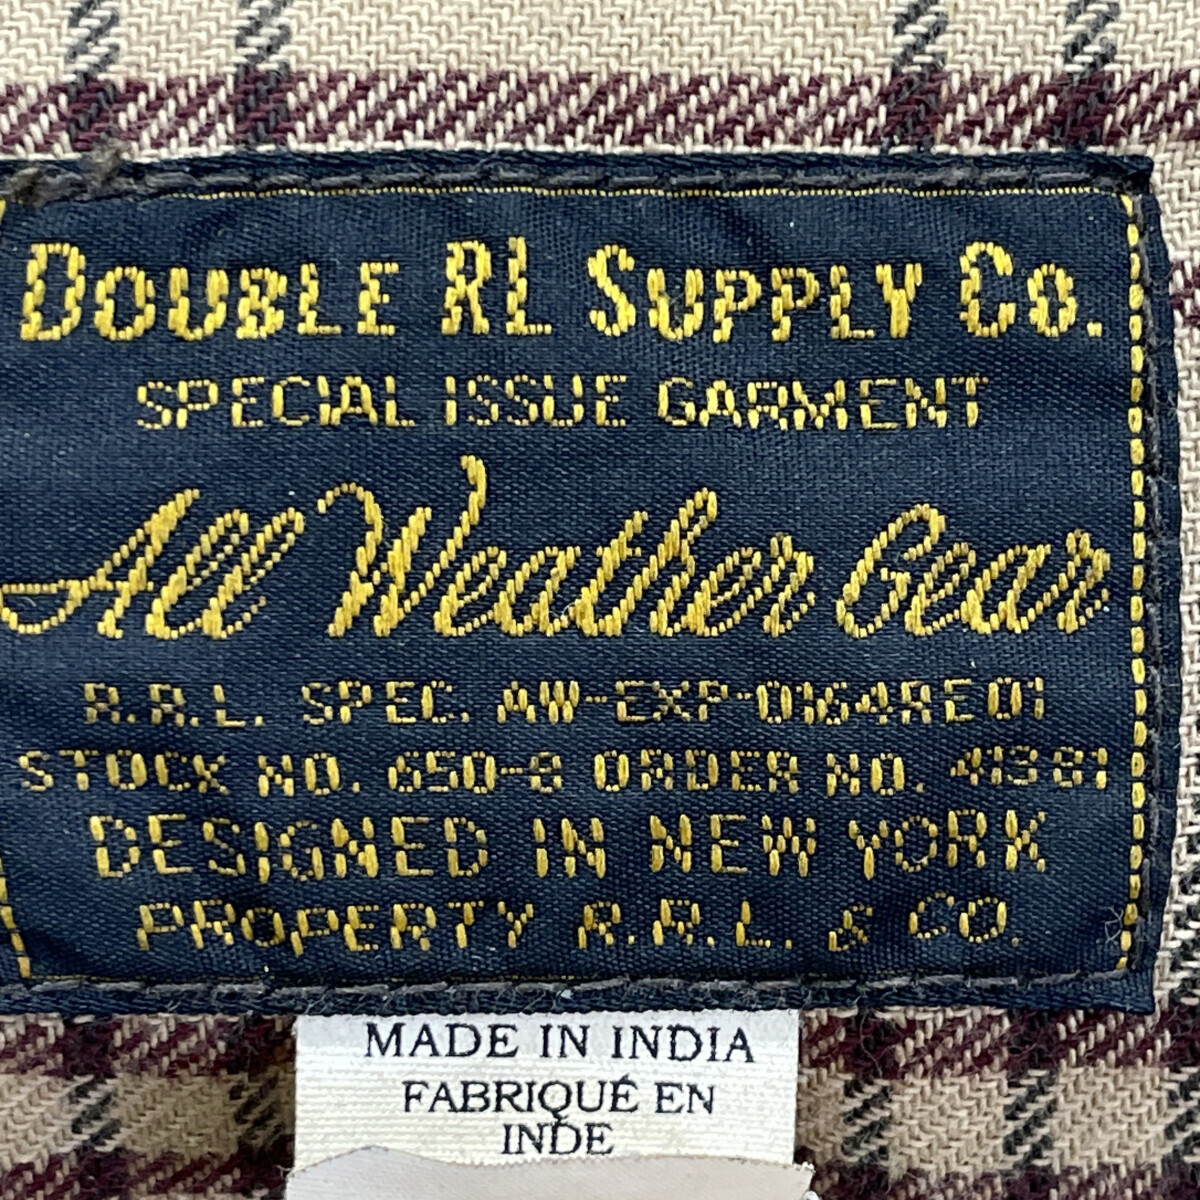 DOUBLE RL SUPPLY CO.
SPECIAL ISSUE GARMENT
All Weather Gear
R.R.L. SPEC. AW-EXP-0164RE01
STOCK NO. 650-8 ORDER NO. 41381
DESIGNED IN NEW YORK
PROPERTY R.R.L. & CO.
MADE IN INDIA
FABRIQUÉ EN
INDE